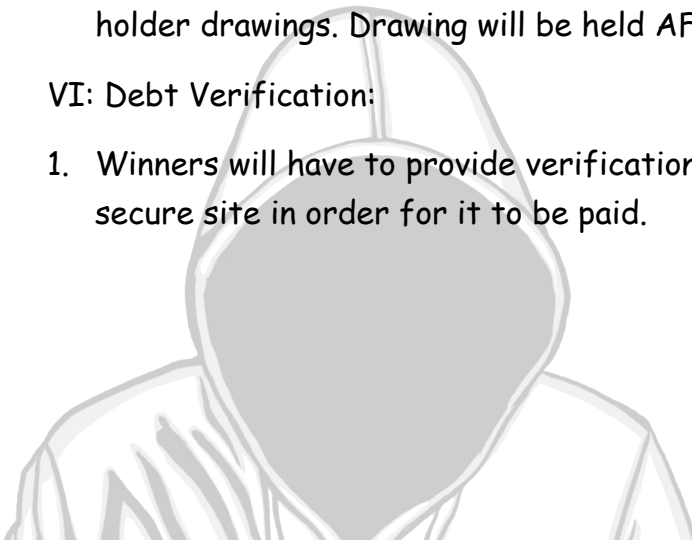 holder drawings. Drawing will be held AF
VI: Debt Verification:
1. Winners will have to provide verification
secure site in order for it to be paid.